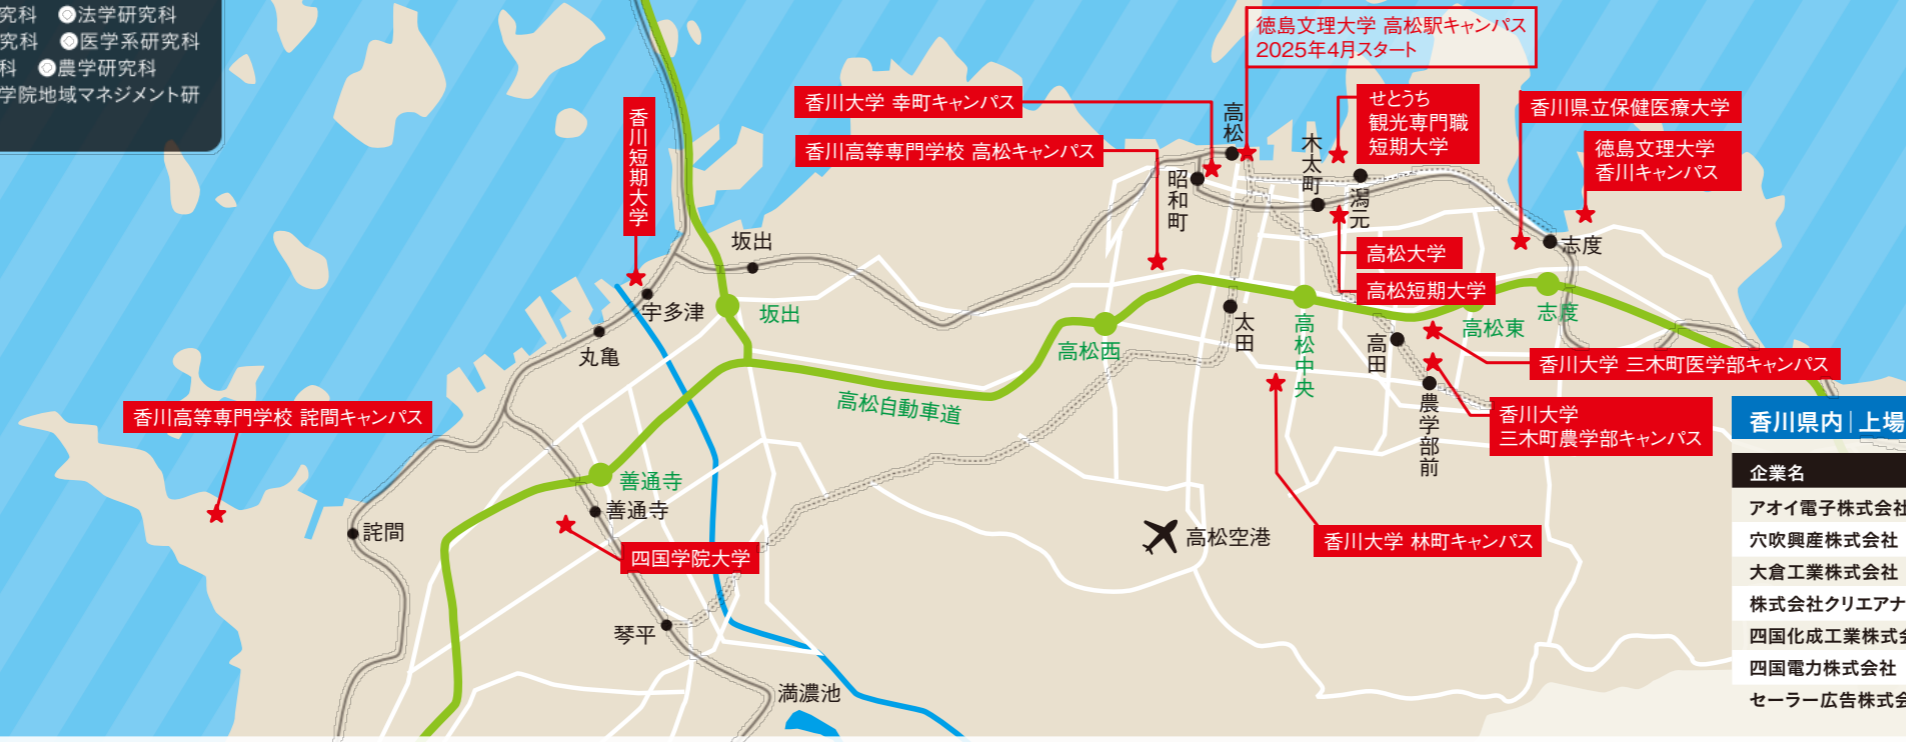 究科　◎法学研究科
究科　◎医学系研究科
科　◎農学研究科
学院地域マネジメント研
徳島文理大学 高松駅キャンパス
2025年4月スタート
香川大学 幸町キャンパス
香川高等専門学校 高松キャンパス
せとうち
観光専門職
短期大学
香川県立保健医療大学
徳島文理大学
香川キャンパス
香川短期大学
高松
昭和町
木太町
潟元
志度
高松大学
高松短期大学
坂出
宇多津
丸亀
坂出
高松西
太田
高松中央
高田
高松東
志度
香川大学 三木町医学部キャンパス
香川大学
三木町農学部キャンパス
農学部前
高松自動車道
香川高等専門学校 詫間キャンパス
善通寺
善通寺
詫間
四国学院大学
高松空港
香川大学 林町キャンパス
琴平
満濃池
香川県内｜上場
企業名
アオイ電子株式会社
穴吹興産株式会社
大倉工業株式会社
株式会社クリエアナ
四国化成工業株式会
四国電力株式会社
セーラー広告株式会